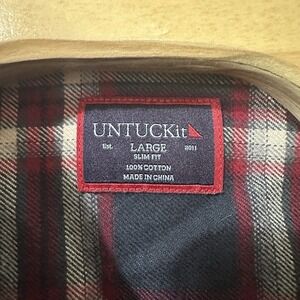 UNTUCKit
Est. LARGE 2011
SLIM FIT
100% COTTON
MADE IN CHINA